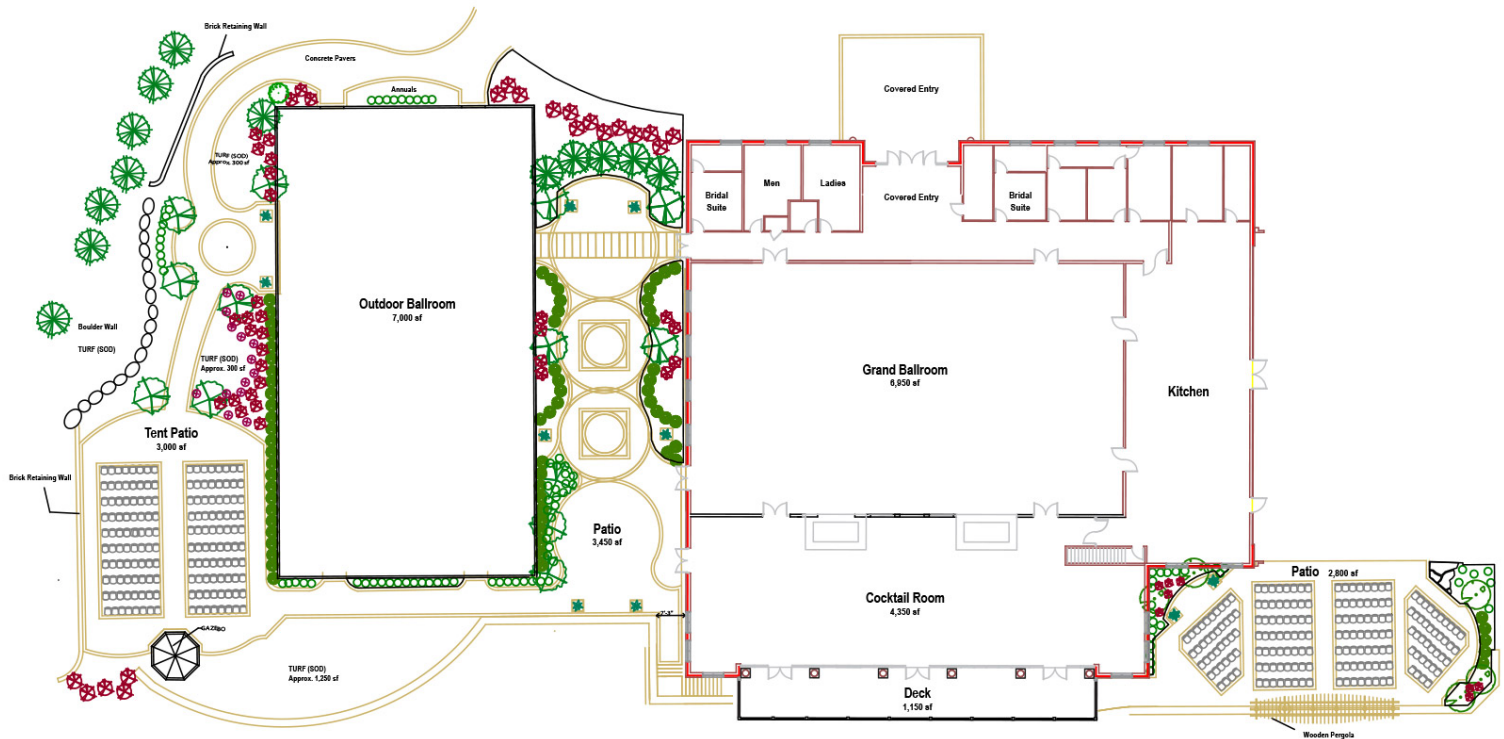 Brick Retaining Wall
Concrete Pavers
Annuals
Covered Entry
TURF (SOD)
Approx. 300 sf
Bridal
Suite
Men
Ladies
Covered Entry
Bridal
Suite
Outdoor Ballroom
7,000 sf
Boulder Wall
TURF (SOD)
TURF (SOD)
Approx. 300 sf
Grand Ballroom
6,950 sf
Kitchen
Tent Patio
3,000 sf
Brick Retaining Wall
Patio
3,450 sf
Cocktail Room
4,350 sf
Patio 2,800 sf
GAZEBO
TURF (SOD)
Approx. 1,250 sf
Deck
1,150 sf
Wooden Pergola